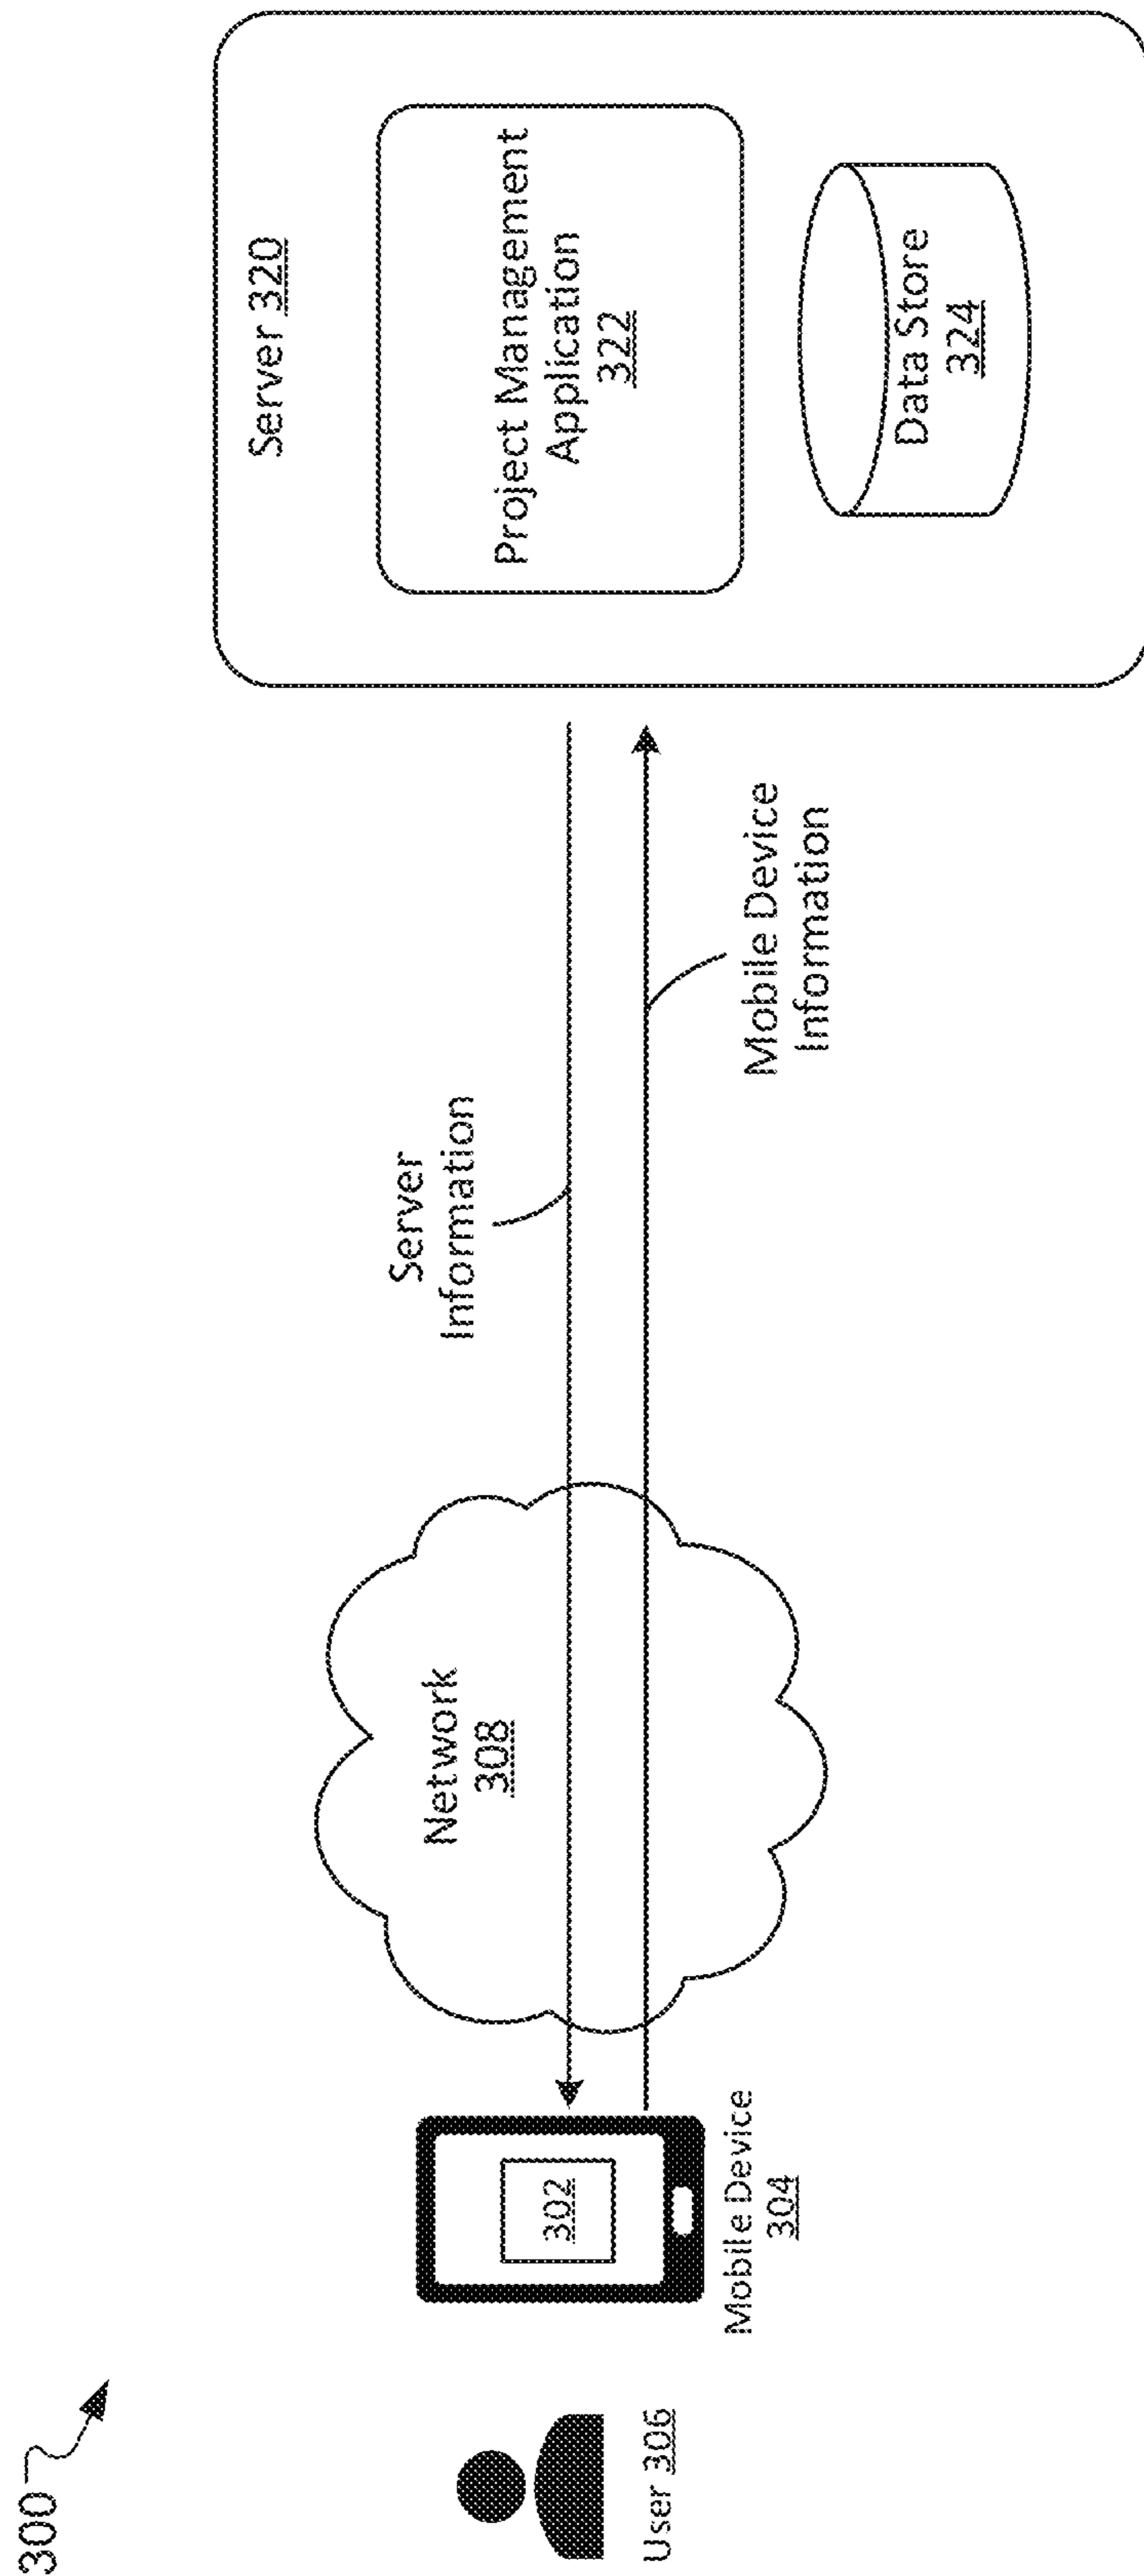 300
User 306
302
Mobile Device
304
Network
308
Server
Information
Mobile Device
Information
Server 320
Project Management
Application
322
Data Store
324